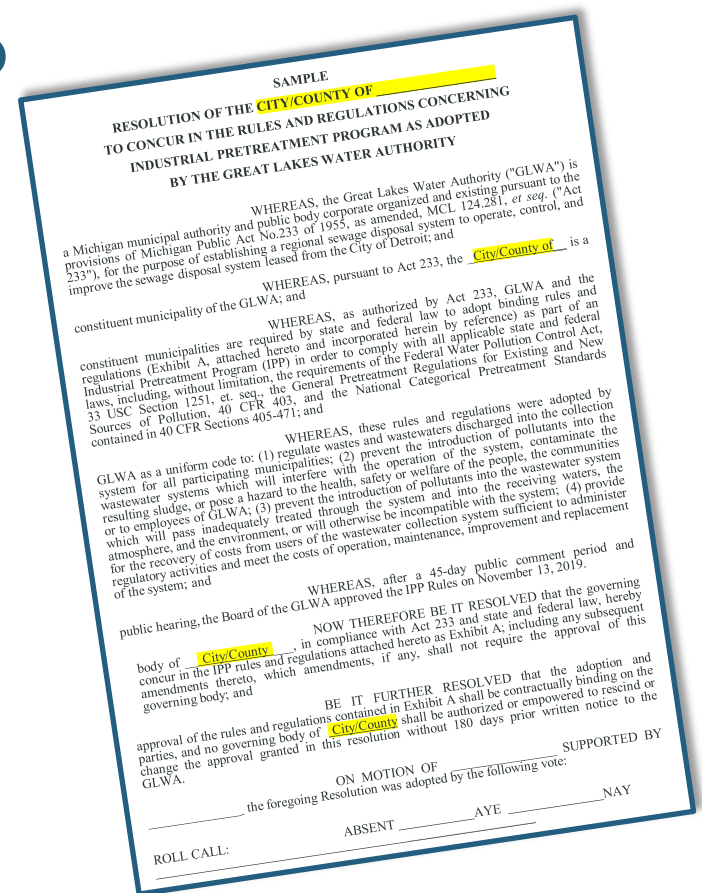 SAMPLE
RESOLUTION OF THE CITY/COUNTY OF ____________________
TO CONCUR IN THE RULES AND REGULATIONS CONCERNING
INDUSTRIAL PRETREATMENT PROGRAM AS ADOPTED
BY THE GREAT LAKES WATER AUTHORITY
WHEREAS, the Great Lakes Water Authority ("GLWA") is
a Michigan municipal authority and public body corporate organized and existing pursuant to the
provisions of Michigan Public Act No.233 of 1955, as amended, MCL 124.281, et seq. ("Act
233"), for the purpose of establishing a regional sewage disposal system to operate, control, and
improve the sewage disposal system leased from the City of Detroit; and
WHEREAS, pursuant to Act 233, the _City/County of__ is a
constituent municipality of the GLWA; and
WHEREAS, as authorized by Act 233, GLWA and the
constituent municipalities are required by state and federal law to adopt binding rules and
regulations (Exhibit A, attached hereto and incorporated herein by reference) as part of an
Industrial Pretreatment Program (IPP) in order to comply with all applicable state and federal
laws, including, without limitation, the requirements of the Federal Water Pollution Control Act,
33 USC Section 1251, et. seq., the General Pretreatment Regulations for Existing and New
Sources of Pollution, 40 CFR 403, and the National Categorical Pretreatment Standards
contained in 40 CFR Sections 405-471; and
WHEREAS, these rules and regulations were adopted by
GLWA as a uniform code to: (1) regulate wastes and wastewaters discharged into the collection
system for all participating municipalities; (2) prevent the introduction of pollutants into the
wastewater systems which will interfere with the operation of the system, contaminate the
resulting sludge, or pose a hazard to the health, safety or welfare of the people, the communities
or to employees of GLWA; (3) prevent the introduction of pollutants into the wastewater system
which will pass inadequately treated through the system and into the receiving waters, the
atmosphere, and the environment, or will otherwise be incompatible with the system; (4) provide
for the recovery of costs from users of the wastewater collection system sufficient to administer
regulatory activities and meet the costs of operation, maintenance, improvement and replacement
of the system; and
WHEREAS, after a 45-day public comment period and
public hearing, the Board of the GLWA approved the IPP Rules on November 13, 2019.
NOW THEREFORE BE IT RESOLVED that the governing
body of __City/County____, in compliance with Act 233 and state and federal law, hereby
concur in the IPP rules and regulations attached hereto as Exhibit A; including any subsequent
amendments thereto, which amendments, if any, shall not require the approval of this
governing body; and
BE IT FURTHER RESOLVED that the adoption and
approval of the rules and regulations contained in Exhibit A shall be contractually binding on the
parties, and no governing body of _City/County shall be authorized or empowered to rescind or
change the approval granted in this resolution without 180 days prior written notice to the
GLWA.
ON MOTION OF ________________ SUPPORTED BY
______________ the foregoing Resolution was adopted by the following vote:
ABSENT ___________AYE ______________NAY
ROLL CALL: ____________________